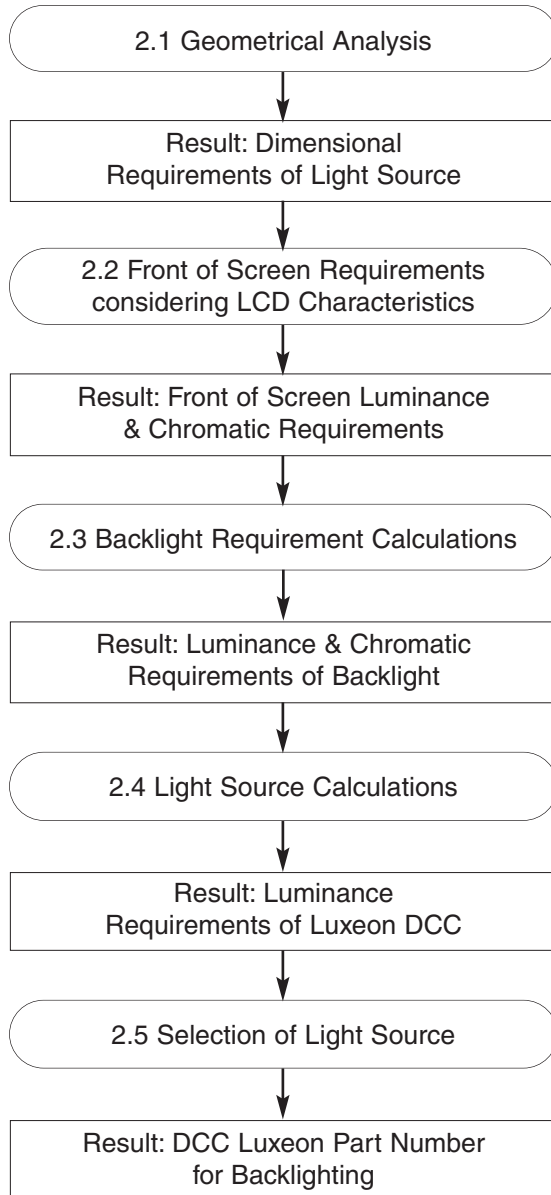 2.1 Geometrical Analysis
Result: Dimensional
Requirements of Light Source
2.2 Front of Screen Requirements
considering LCD Characteristics
Result: Front of Screen Luminance
& Chromatic Requirements
2.3 Backlight Requirement Calculations
Result: Luminance & Chromatic
Requirements of Backlight
2.4 Light Source Calculations
Result: Luminance
Requirements of Luxeon DCC
2.5 Selection of Light Source
Result: DCC Luxeon Part Number
for Backlighting